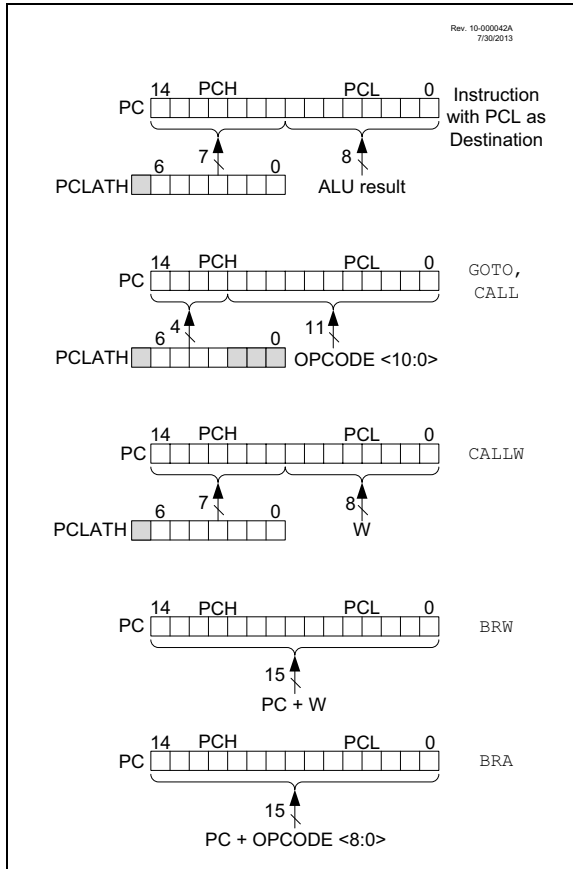 Rev. 10-000042A
7/30/2013
14 PCH PCL 0
PC
Instruction
with PCL as
Destination
7 8
6 0
PCLATH
ALU result
14 PCH PCL 0
PC
GOTO,
CALL
4 11
6 0
PCLATH
OPCODE <10:0>
14 PCH PCL 0
PC
CALLW
7 8
6 0
PCLATH
W
14 PCH PCL 0
PC
BRW
15
PC + W
14 PCH PCL 0
PC
BRA
15
PC + OPCODE <8:0>